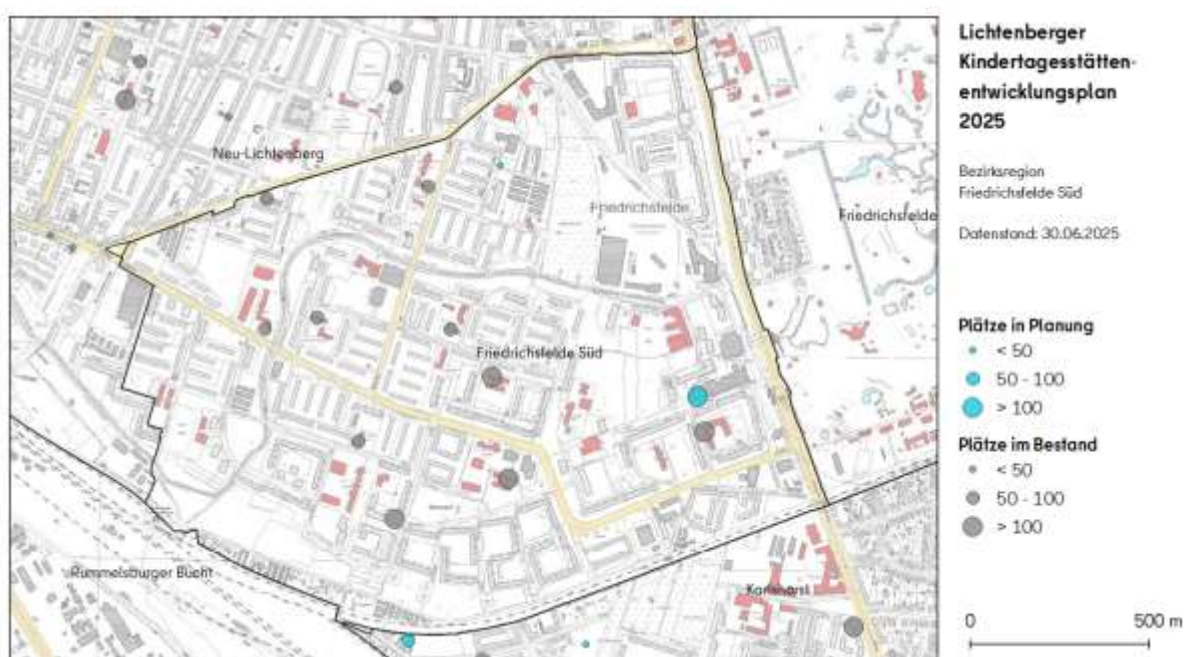 Lichtenberger
Kindertagesstätten-
entwicklungsplan
2025
Bezirksregion
Friedrichsfelde Süd
Datenstand: 30.06.2025
Plätze in Planung
< 50
50 - 100
> 100
Plätze im Bestand
< 50
50 - 100
> 100
0 500 m
Neu-Lichtenberg
Friedrichsfelde
Friedrichsfelde
Friedrichsfelde Süd
Rummelsburger Bucht